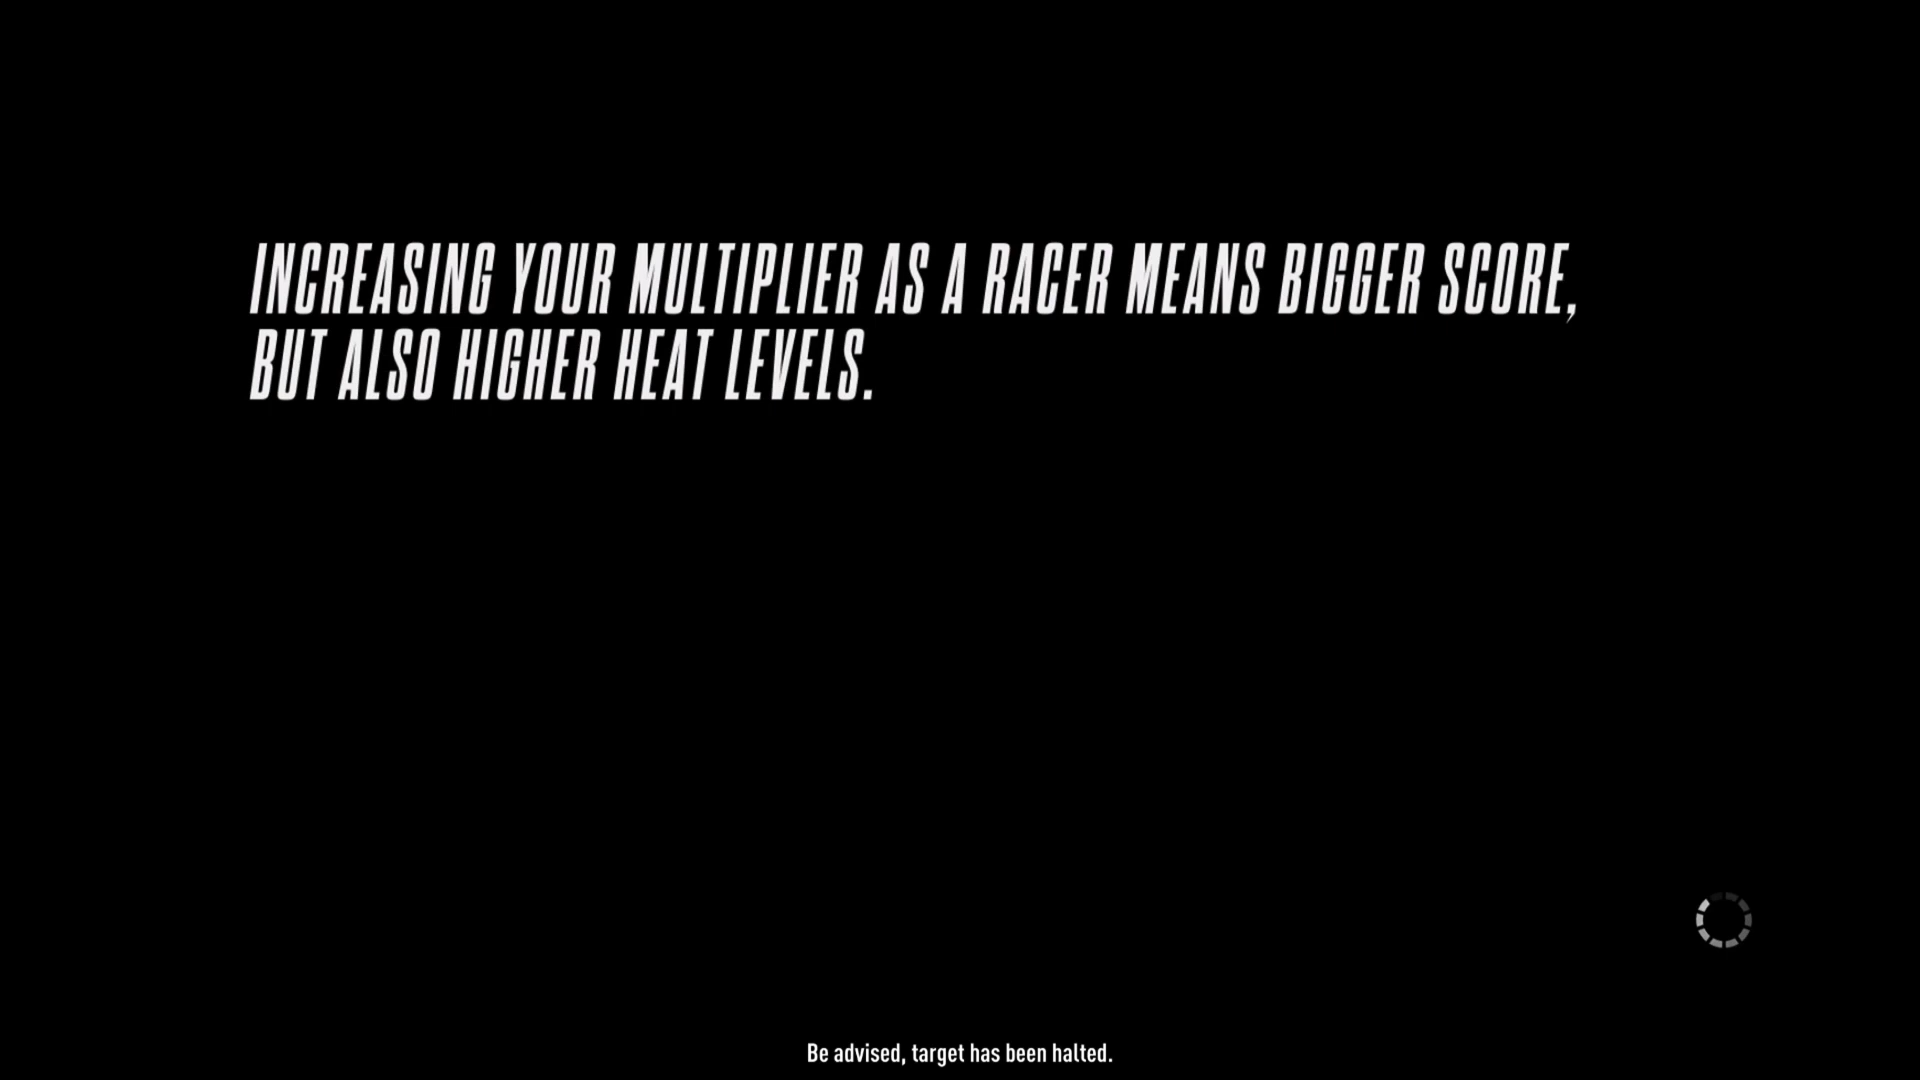 INCREASING YOUR MULTIPLIER AS A RACER MEANS BIGGER SCORE,
BUT ALSO HIGHER HEAT LEVELS.
Be advised, target has been halted.